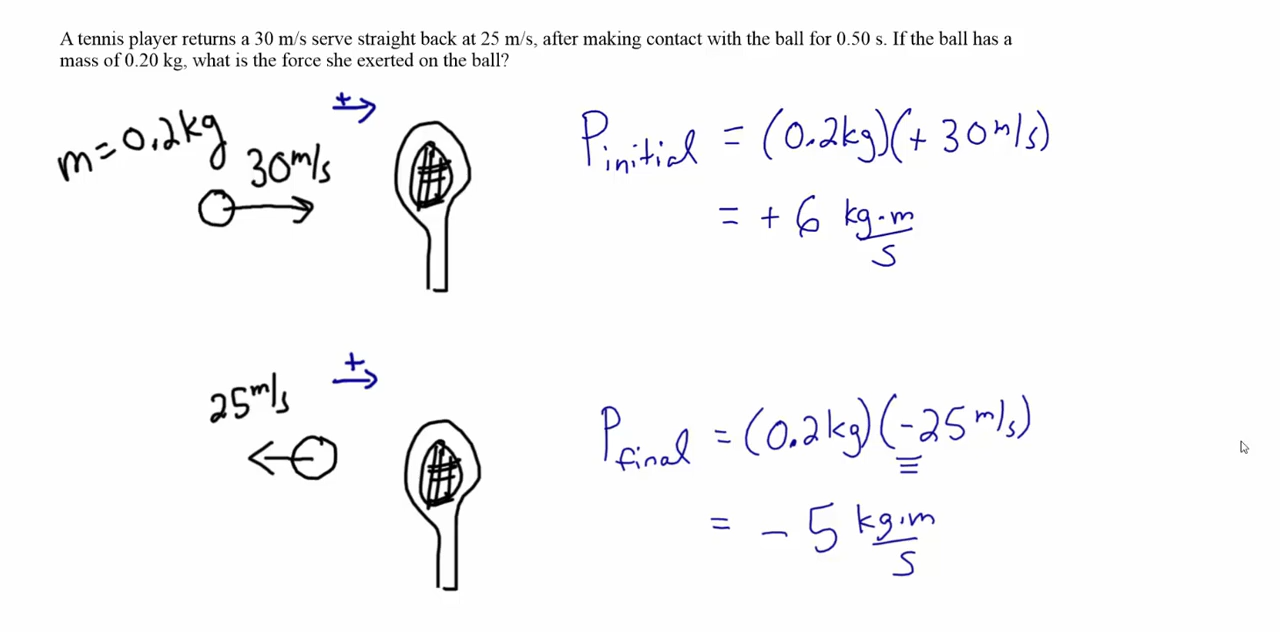 A tennis player returns a 30 m/s serve straight back at 25 m/s, after making contact with the ball for 0.50 s. If the ball has a
mass of 0.20 kg, what is the force she exerted on the ball?
+
m=0.2kg
30m/s
Pinitial = (0.2kg)(+30m/s)
= +6 kg·m/s
+
25m/s
Pfinal = (0.2kg)(-25m/s)
= -5 kg·m/s